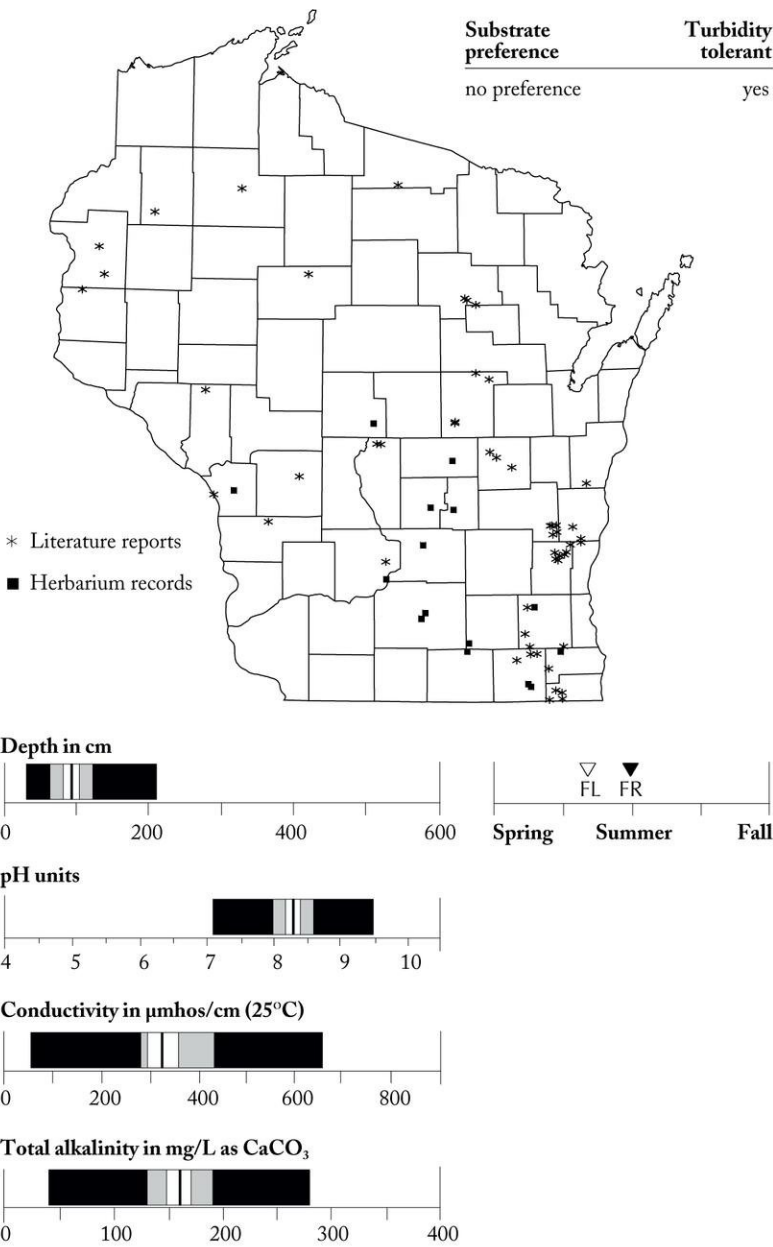 Substrate preference
Turbidity tolerant
no preference
yes
Literature reports
Herbarium records
Depth in cm
0 200 400 600
FL FR
Spring Summer Fall
pH units
4 5 6 7 8 9 10
Conductivity in µmhos/cm (25°C)
0 200 400 600 800
Total alkalinity in mg/L as CaCO₃
0 100 200 300 400